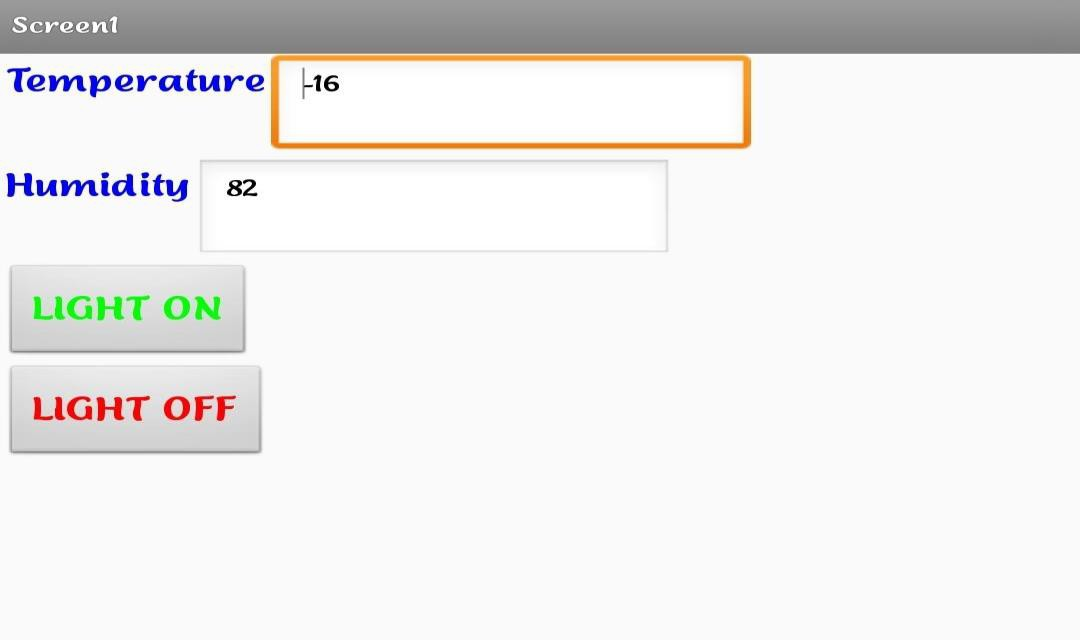 Screen1
Temperature -16
Humidity 82
LIGHT ON
LIGHT OFF